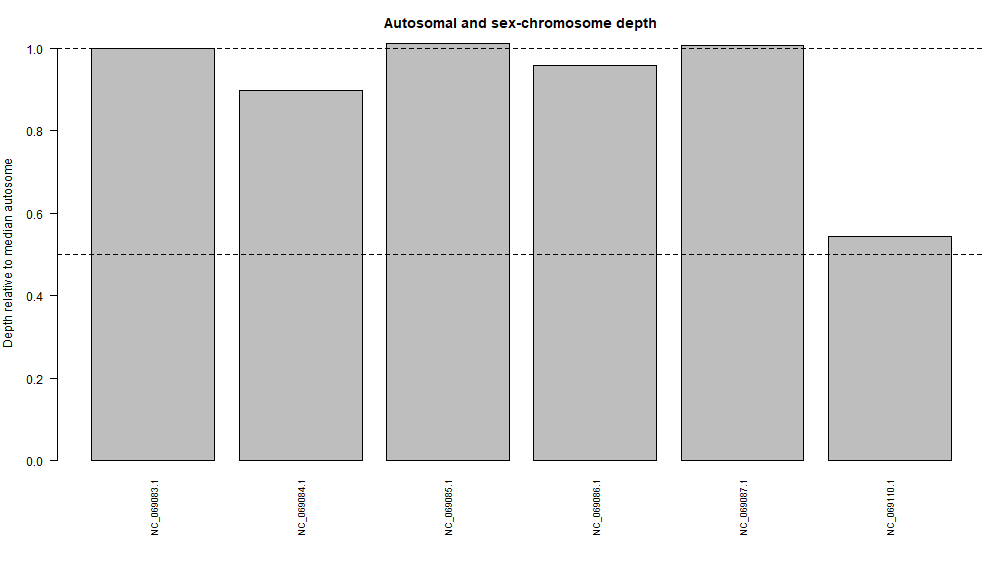 Autosomal and sex-chromosome depth
Depth relative to median autosome
1.0
0.8
0.6
0.4
0.2
0.0
NC_069083.1
NC_069084.1
NC_069085.1
NC_069086.1
NC_069087.1
NC_069110.1